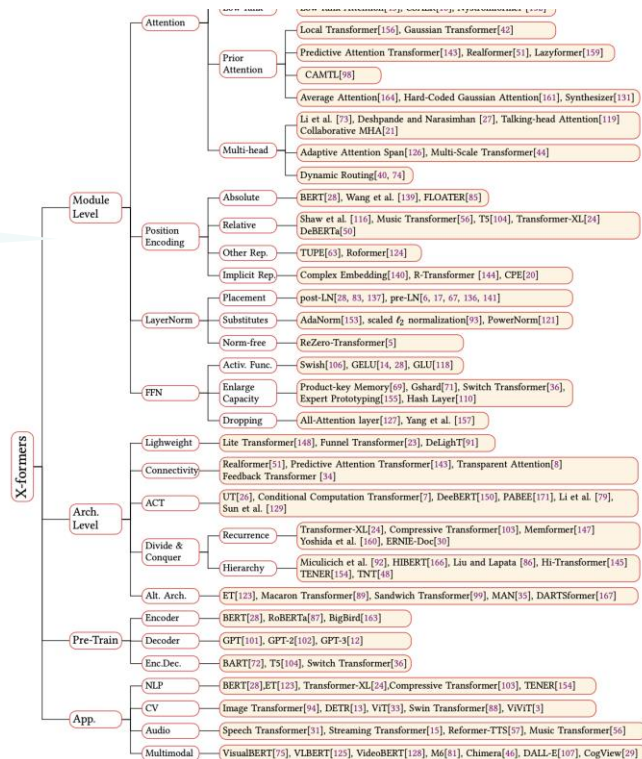 Attention
Prior
Attention
Local Transformer[156], Gaussian Transformer[42]
Predictive Attention Transformer[143], Realformer[51], Lazyformer[159]
CAMTL[98]
Average Attention[164], Hard-Coded Gaussian Attention[161], Synthesizer[131]
Multi-head
Li et al. [73], Deshpande and Narasimhan [27], Talking-head Attention[119]
Collaborative MHA[21]
Adaptive Attention Span[126], Multi-Scale Transformer[44]
Dynamic Routing[40, 74]
Module
Level
Position
Encoding
Absolute
BERT[28], Wang et al. [139], FLOATER[85]
Relative
Shaw et al. [116], Music Transformer[56], T5[104], Transformer-XL[24]
DeBERTa[50]
Other Rep.
TUPE[63], Roformer[124]
Implicit Rep.
Complex Embedding[140], R-Transformer [144], CPE[20]
LayerNorm
Placement
post-LN[28, 83, 137], pre-LN[6, 17, 67, 136, 141]
Substitutes
AdaNorm[153], scaled ℓ2 normalization[93], PowerNorm[121]
Norm-free
ReZero-Transformer[5]
FFN
Activ. Func.
Swish[106], GELU[14, 28], GLU[118]
Enlarge
Capacity
Product-key Memory[69], Gshard[71], Switch Transformer[36],
Expert Prototyping[155], Hash Layer[110]
Dropping
All-Attention layer[127], Yang et al. [157]
X-formers
Arch.
Level
Lighweight
Lite Transformer[148], Funnel Transformer[23], DeLighT[91]
Connectivity
Realformer[51], Predictive Attention Transformer[143], Transparent Attention[8]
Feedback Transformer [34]
ACT
UT[26], Conditional Computation Transformer[7], DeeBERT[150], PABEE[171], Li et al. [79],
Sun et al. [129]
Divide &
Conquer
Recurrence
Transformer-XL[24], Compressive Transformer[103], Memformer[147]
Yoshida et al. [160], ERNIE-Doc[30]
Hierarchy
Miculicich et al. [92], HIBERT[166], Liu and Lapata [86], Hi-Transformer[145]
TENER[154], TNT[48]
Alt. Arch.
ET[123], Macaron Transformer[89], Sandwich Transformer[99], MAN[35], DARTSformer[167]
Pre-Train
Encoder
BERT[28], RoBERTa[87], BigBird[163]
Decoder
GPT[101], GPT-2[102], GPT-3[12]
Enc.Dec.
BART[72], T5[104], Switch Transformer[36]
App.
NLP
BERT[28],ET[123], Transformer-XL[24],Compressive Transformer[103], TENER[154]
CV
Image Transformer[94], DETR[13], ViT[33], Swin Transformer[88], ViViT[3]
Audio
Speech Transformer[31], Streaming Transformer[15], Reformer-TTS[57], Music Transformer[56]
Multimodal
VisualBERT[75], VLBERT[125], VideoBERT[128], M6[81], Chimera[46], DALL-E[107], CogView[29]